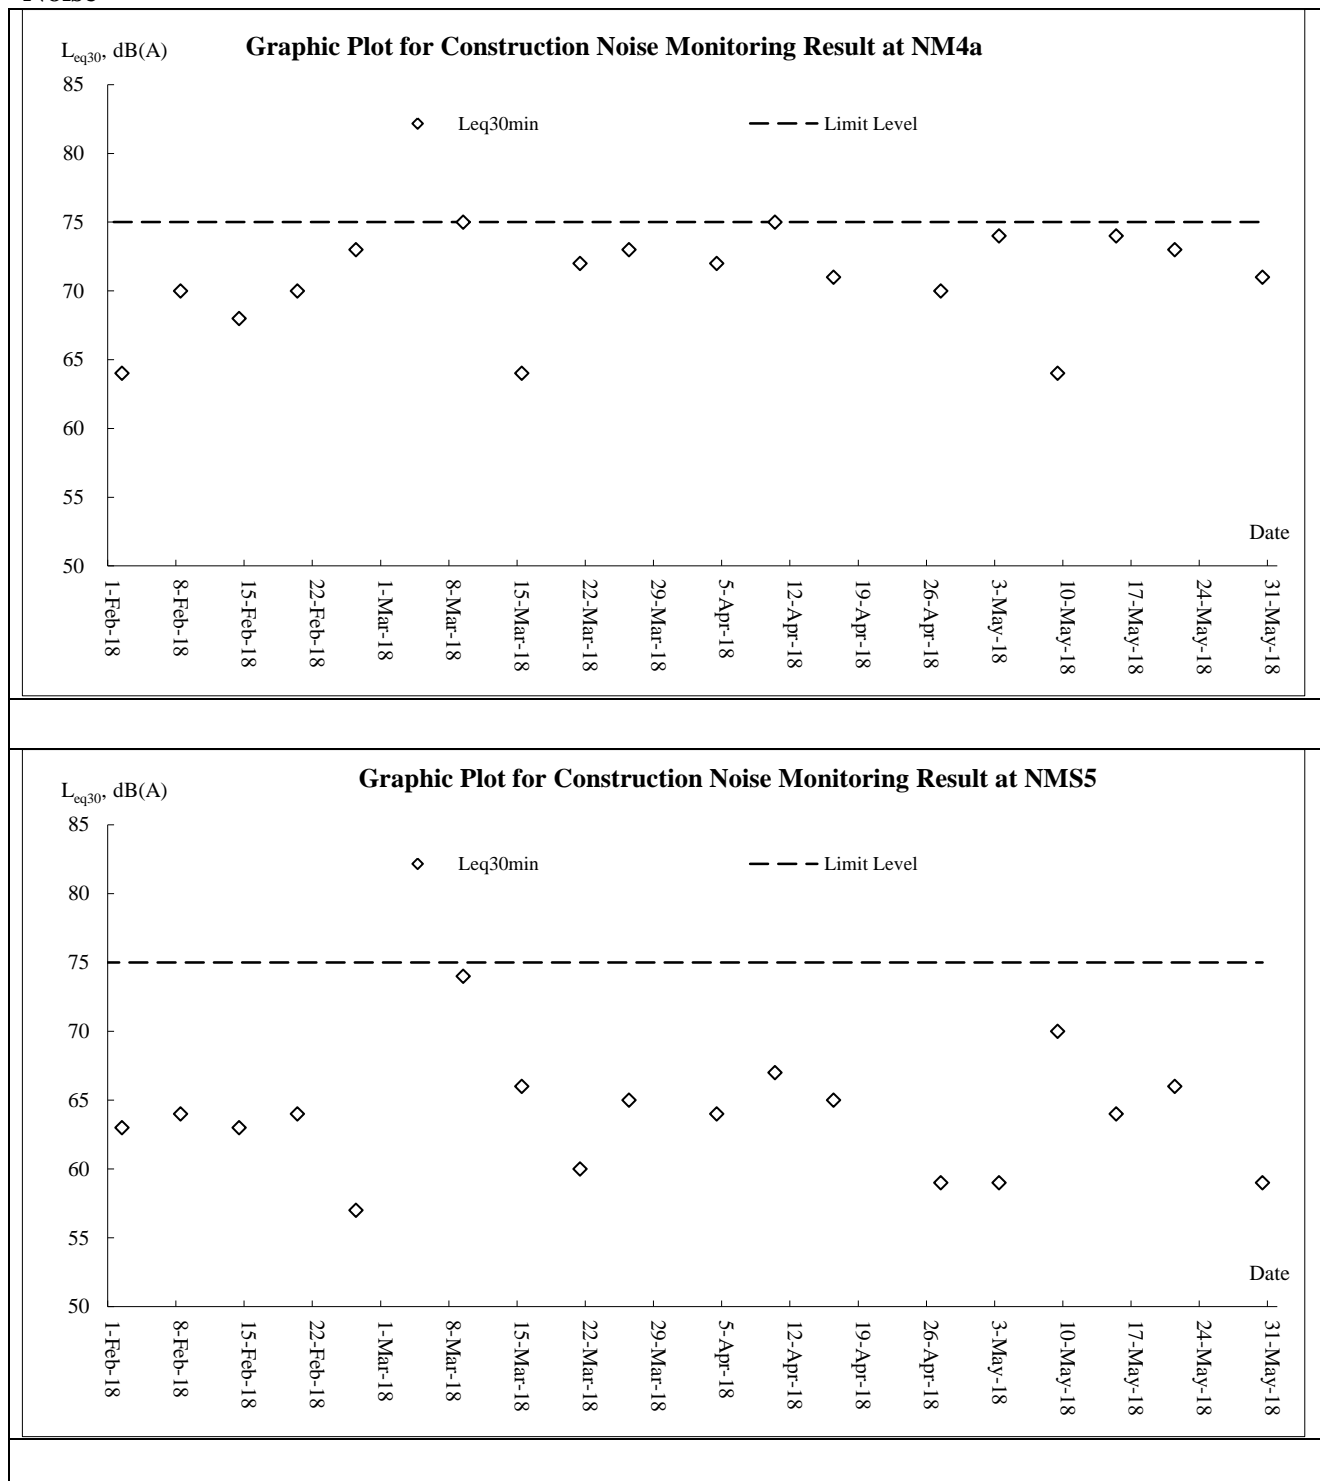 Noise
Graphic Plot for Construction Noise Monitoring Result at NM4a
Leq30, dB(A)
85
Leq30min Limit Level
80
75
70
65
60
55
Date
50
1-Feb-18 8-Feb-18 15-Feb-18 22-Feb-18 1-Mar-18 8-Mar-18 15-Mar-18 22-Mar-18 29-Mar-18 5-Apr-18 12-Apr-18 19-Apr-18 26-Apr-18 3-May-18 10-May-18 17-May-18 24-May-18 31-May-18
Graphic Plot for Construction Noise Monitoring Result at NMS5
Leq30, dB(A)
85
Leq30min Limit Level
80
75
70
65
60
55
Date
50
1-Feb-18 8-Feb-18 15-Feb-18 22-Feb-18 1-Mar-18 8-Mar-18 15-Mar-18 22-Mar-18 29-Mar-18 5-Apr-18 12-Apr-18 19-Apr-18 26-Apr-18 3-May-18 10-May-18 17-May-18 24-May-18 31-May-18